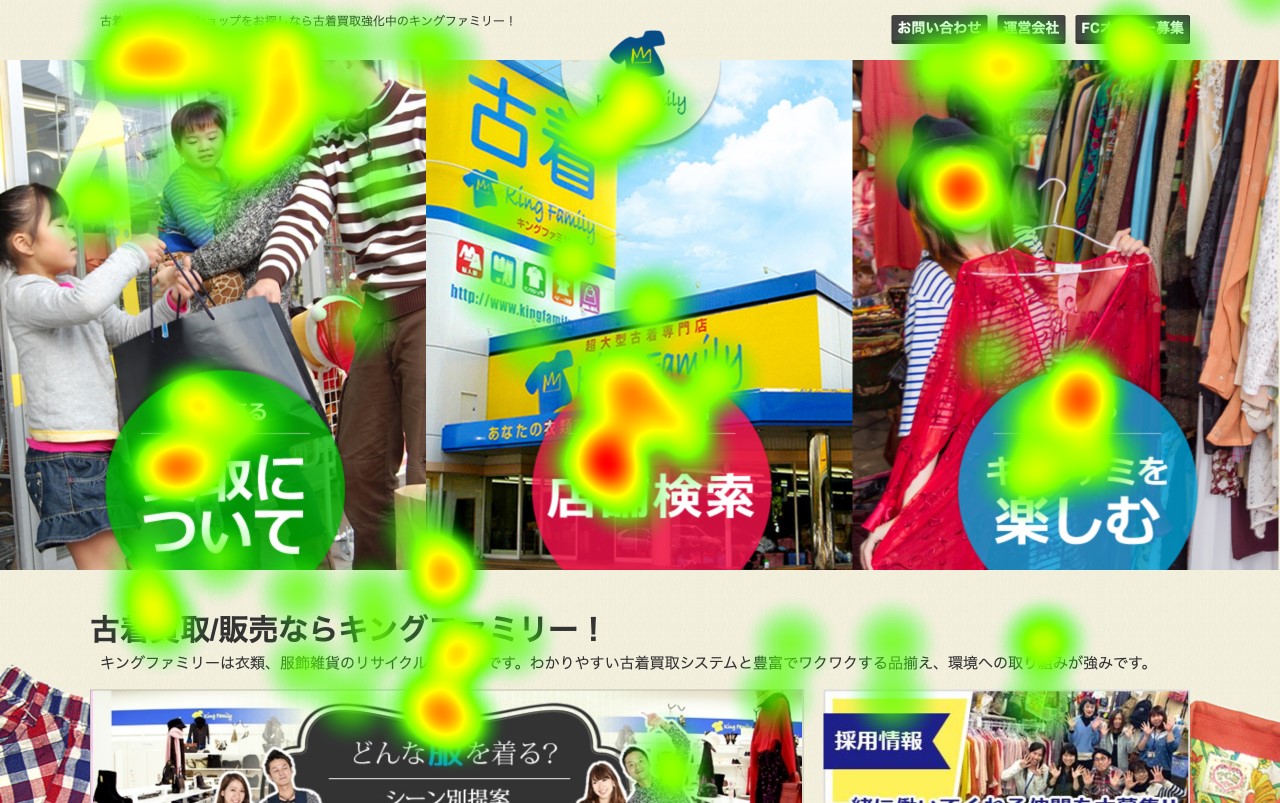 ショップをお探しなら古着買取強化中のキングファミリー！
お問い合わせ
運営会社
募集
古着
King Family
http://www.kingfamily
超大型古着専門店
あなたの衣類
について
店舗検索
楽しむ
古着買取/販売ならキングファミリー！
キングファミリーは衣類、服飾雑貨のリサイクル
です。わかりやすい古着買取システムと豊富でワクワクする品揃え、環境への取り組みが強みです。
King Family
King Family
どんな服を着る?
シーン別提案
採用情報